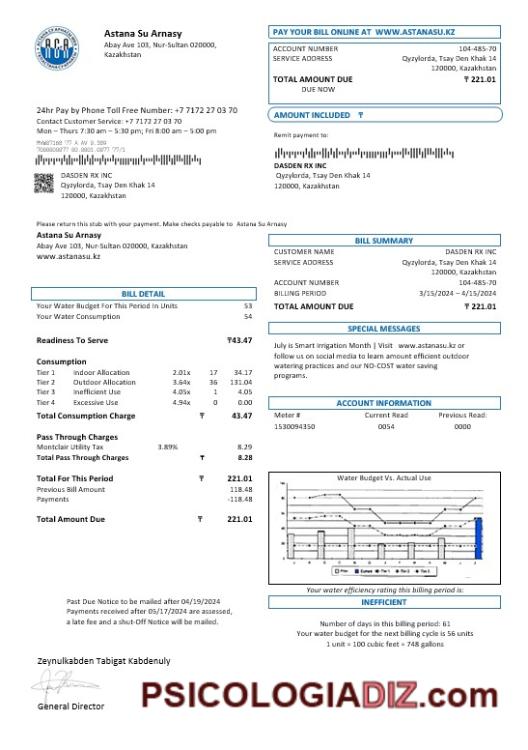 Astana Su Arnasy
Abay Ave 103, Nur-Sultan 020000,
Kazakhstan
PAY YOUR BILL ONLINE AT WWW.ASTANASU.KZ
ACCOUNT NUMBER 104-485-70
SERVICE ADDRESS Qyzylorda, Tsay Den Khak 14
120000, Kazakhstan
TOTAL AMOUNT DUE ₸ 221.01
DUE NOW
24hr Pay by Phone Toll Free Number: +7 7172 27 03 70
Contact Customer Service: +7 7172 27 03 70
Mon – Thurs 7:30 am – 5:30 pm; Fri 8:00 am – 5:00 pm
AMOUNT INCLUDED ₸
Remit payment to:
DASDEN RX INC
Qyzylorda, Tsay Den Khak 14
120000, Kazakhstan
DASDEN RX INC
Qyzylorda, Tsay Den Khak 14
120000, Kazakhstan
Please return this stub with your payment. Make checks payable to Astana Su Arnasy
Astana Su Arnasy
Abay Ave 103, Nur-Sultan 020000, Kazakhstan
www.astanasu.kz
BILL SUMMARY
CUSTOMER NAME DASDEN RX INC
SERVICE ADDRESS Qyzylorda, Tsay Den Khak 14
120000, Kazakhstan
ACCOUNT NUMBER 104-485-70
BILLING PERIOD 3/15/2024 – 4/15/2024
TOTAL AMOUNT DUE ₸ 221.01
BILL DETAIL
Your Water Budget For This Period In Units 53
Your Water Consumption 54
Readiness To Serve ₸43.47
Consumption
Tier 1 Indoor Allocation 2.01x 17 34.17
Tier 2 Outdoor Allocation 3.64x 36 131.04
Tier 3 Inefficient Use 4.05x 1 4.05
Tier 4 Excessive Use 4.94x 0 0.00
Total Consumption Charge ₸ 43.47
Pass Through Charges
Montclair Utility Tax 3.89% 8.29
Total Pass Through Charges ₸ 8.28
Total For This Period ₸ 221.01
Previous Bill Amount 118.48
Payments -118.48
Total Amount Due ₸ 221.01
SPECIAL MESSAGES
July is Smart Irrigation Month | Visit www.astanasu.kz or
follow us on social media to learn amount efficient outdoor
watering practices and our NO-COST water saving
programs.
ACCOUNT INFORMATION
Meter # Current Read Previous Read:
1530094350 0054 0000
Water Budget Vs. Actual Use
Your water efficiency rating this billing period is:
INEFFICIENT
Number of days in this billing period: 61
Your water budget for the next billing cycle is 56 units
1 unit = 100 cubic feet = 748 gallons
Past Due Notice to be mailed after 04/19/2024
Payments received after 05/17/2024 are assessed,
a late fee and a shut-Off Notice will be mailed.
Zeynulkabden Tabigat Kabdenuly
General Director
PSICOLOGIADIZ.com